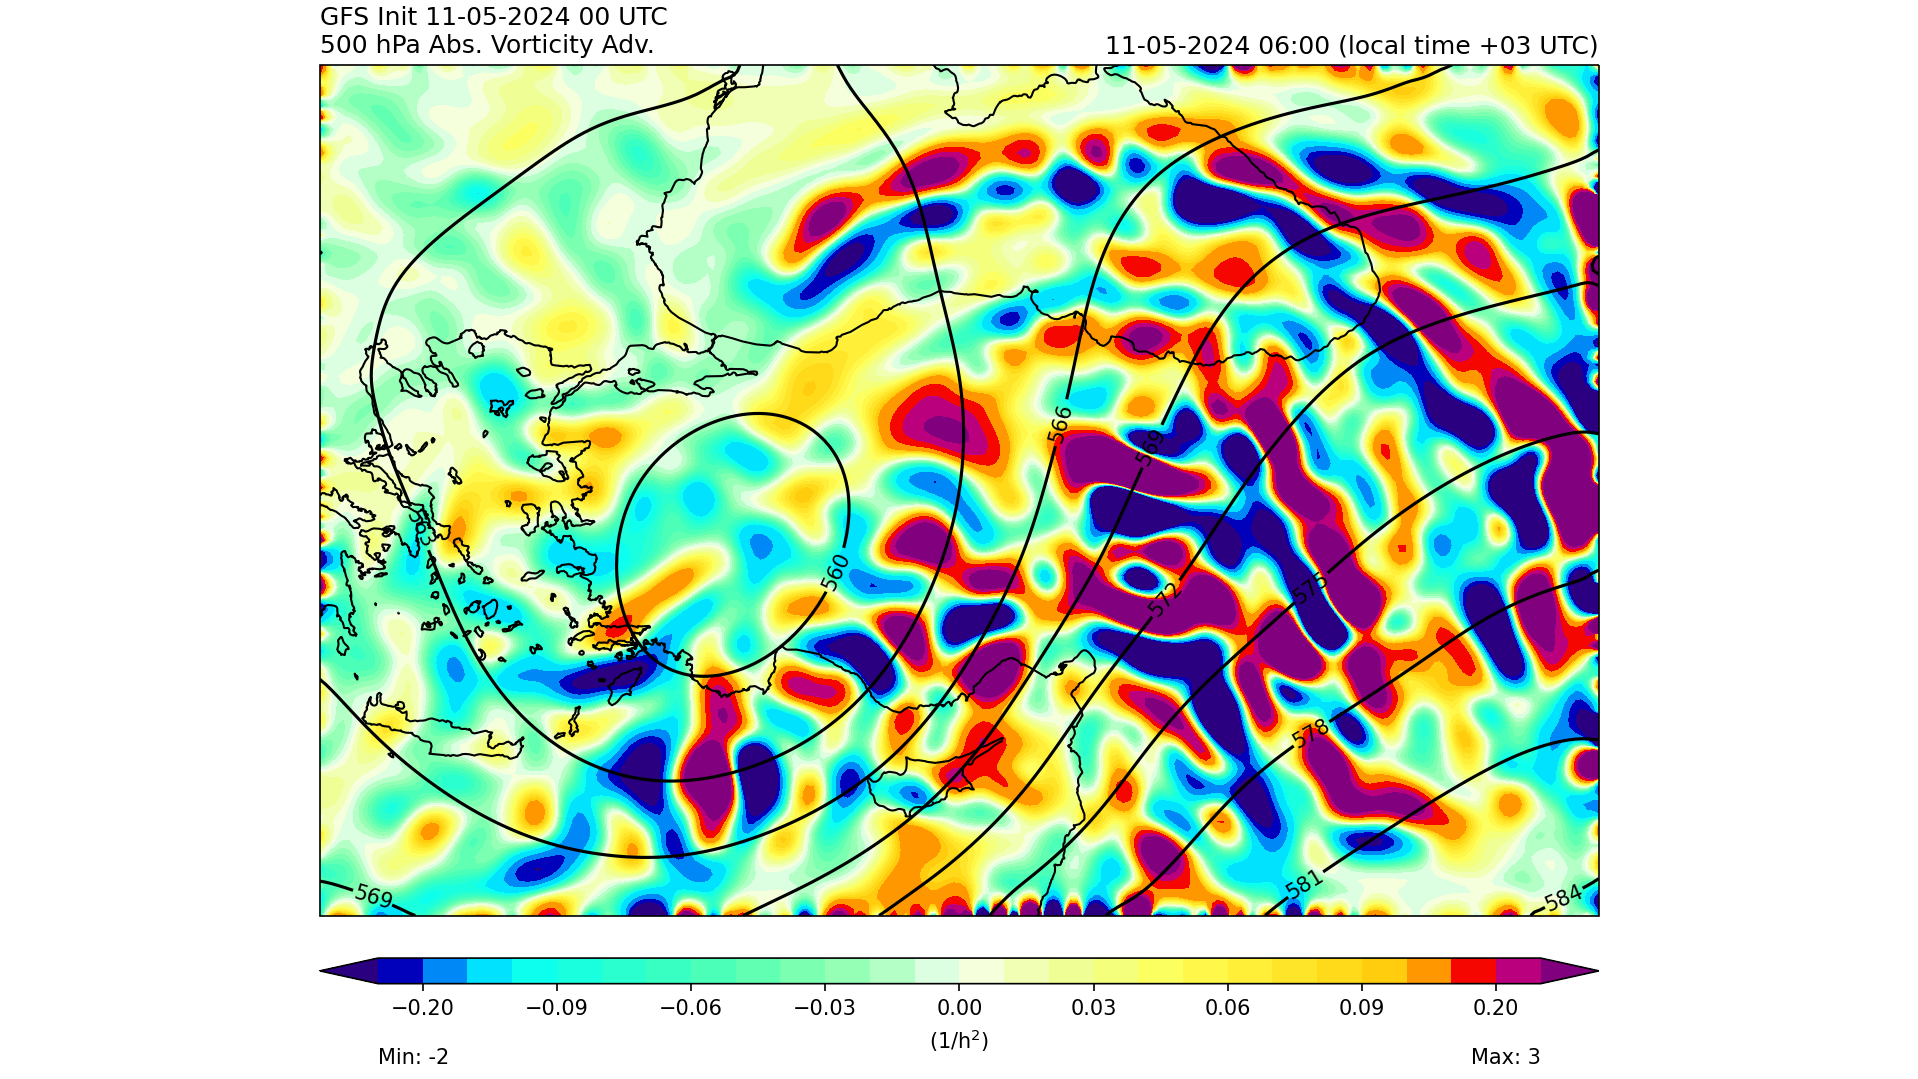 GFS Init 11-05-2024 00 UTC
500 hPa Abs. Vorticity Adv.
11-05-2024 06:00 (local time +03 UTC)
566
569
563
560
572
575
578
581
569
584
−0.20 −0.09 −0.06 −0.03 0.00 0.03 0.06 0.09 0.20
(1/h²)
Min: -2
Max: 3